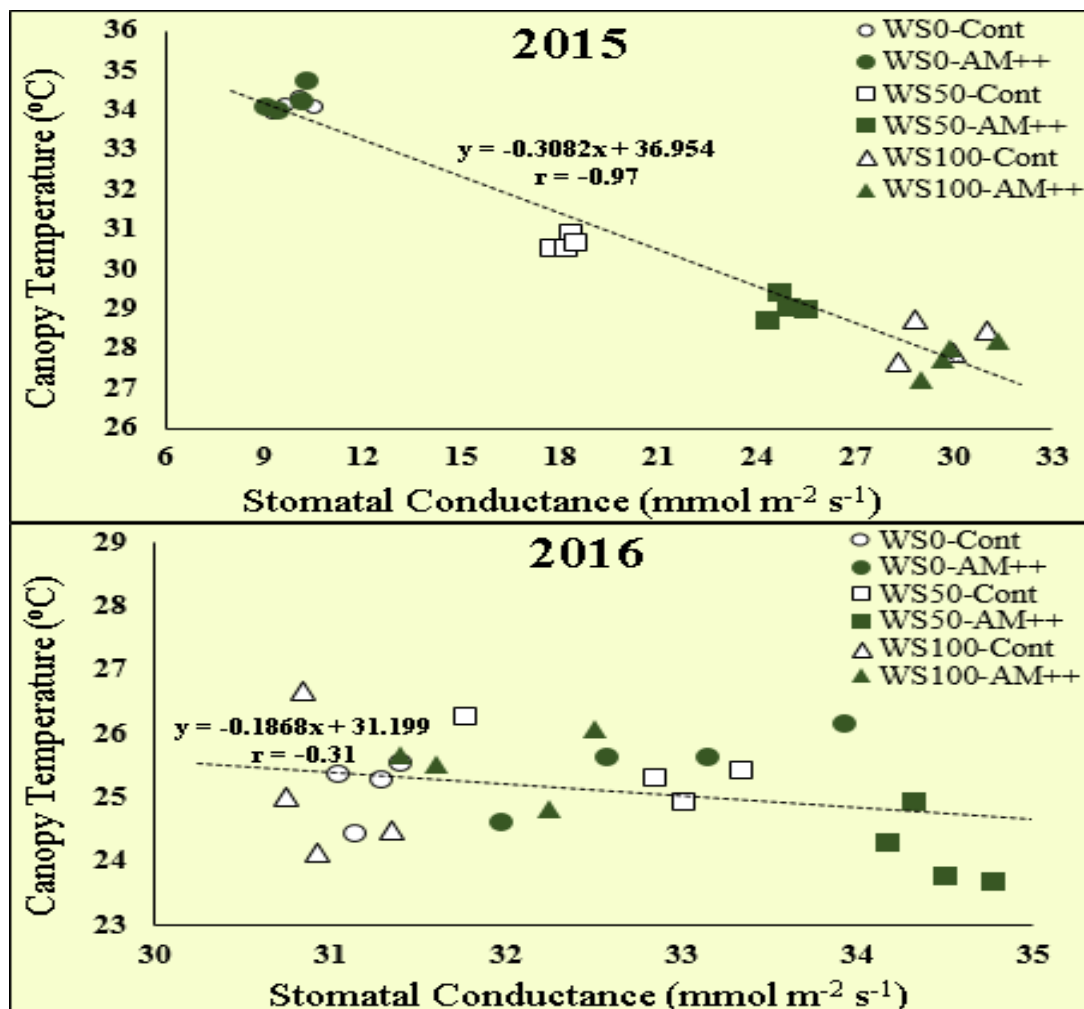 2015
WS0-Cont
WS0-AM++
WS50-Cont
WS50-AM++
WS100-Cont
WS100-AM++
y = -0.3082x + 36.954
r = -0.97
Canopy Temperature (⁰C)
36
35
34
33
32
31
30
29
28
27
26
6 9 12 15 18 21 24 27 30 33
Stomatal Conductance (mmol m⁻² s⁻¹)
2016
WS0-Cont
WS0-AM++
WS50-Cont
WS50-AM++
WS100-Cont
WS100-AM++
y = -0.1868x + 31.199
r = -0.31
Canopy Temperature (⁰C)
29
28
27
26
25
24
23
30 31 32 33 34 35
Stomatal Conductance (mmol m⁻² s⁻¹)